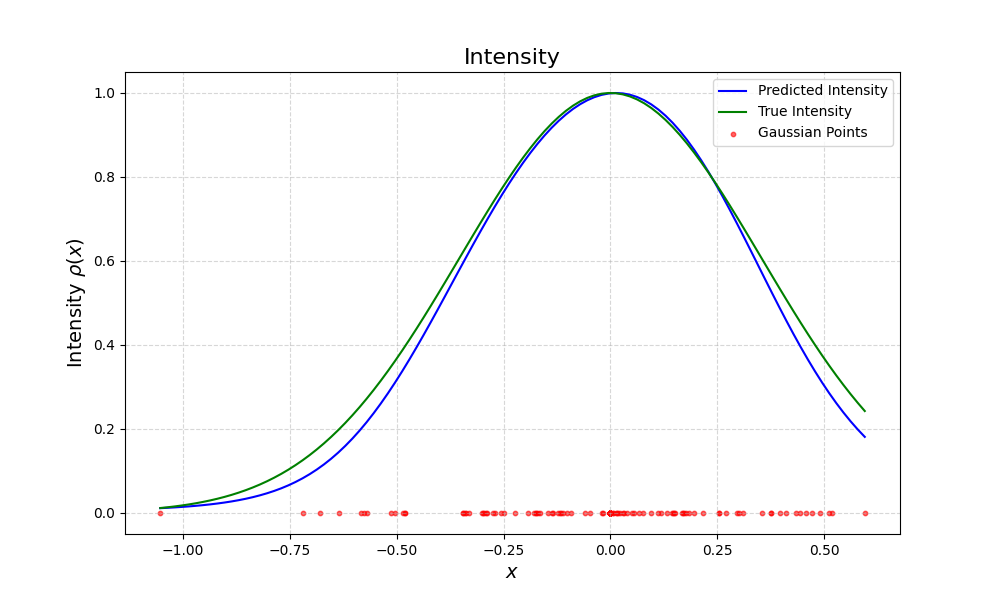 Intensity
Predicted Intensity
True Intensity
Gaussian Points
1.0
0.8
0.6
0.4
0.2
0.0
Intensity ρ(x)
−1.00 −0.75 −0.50 −0.25 0.00 0.25 0.50
x